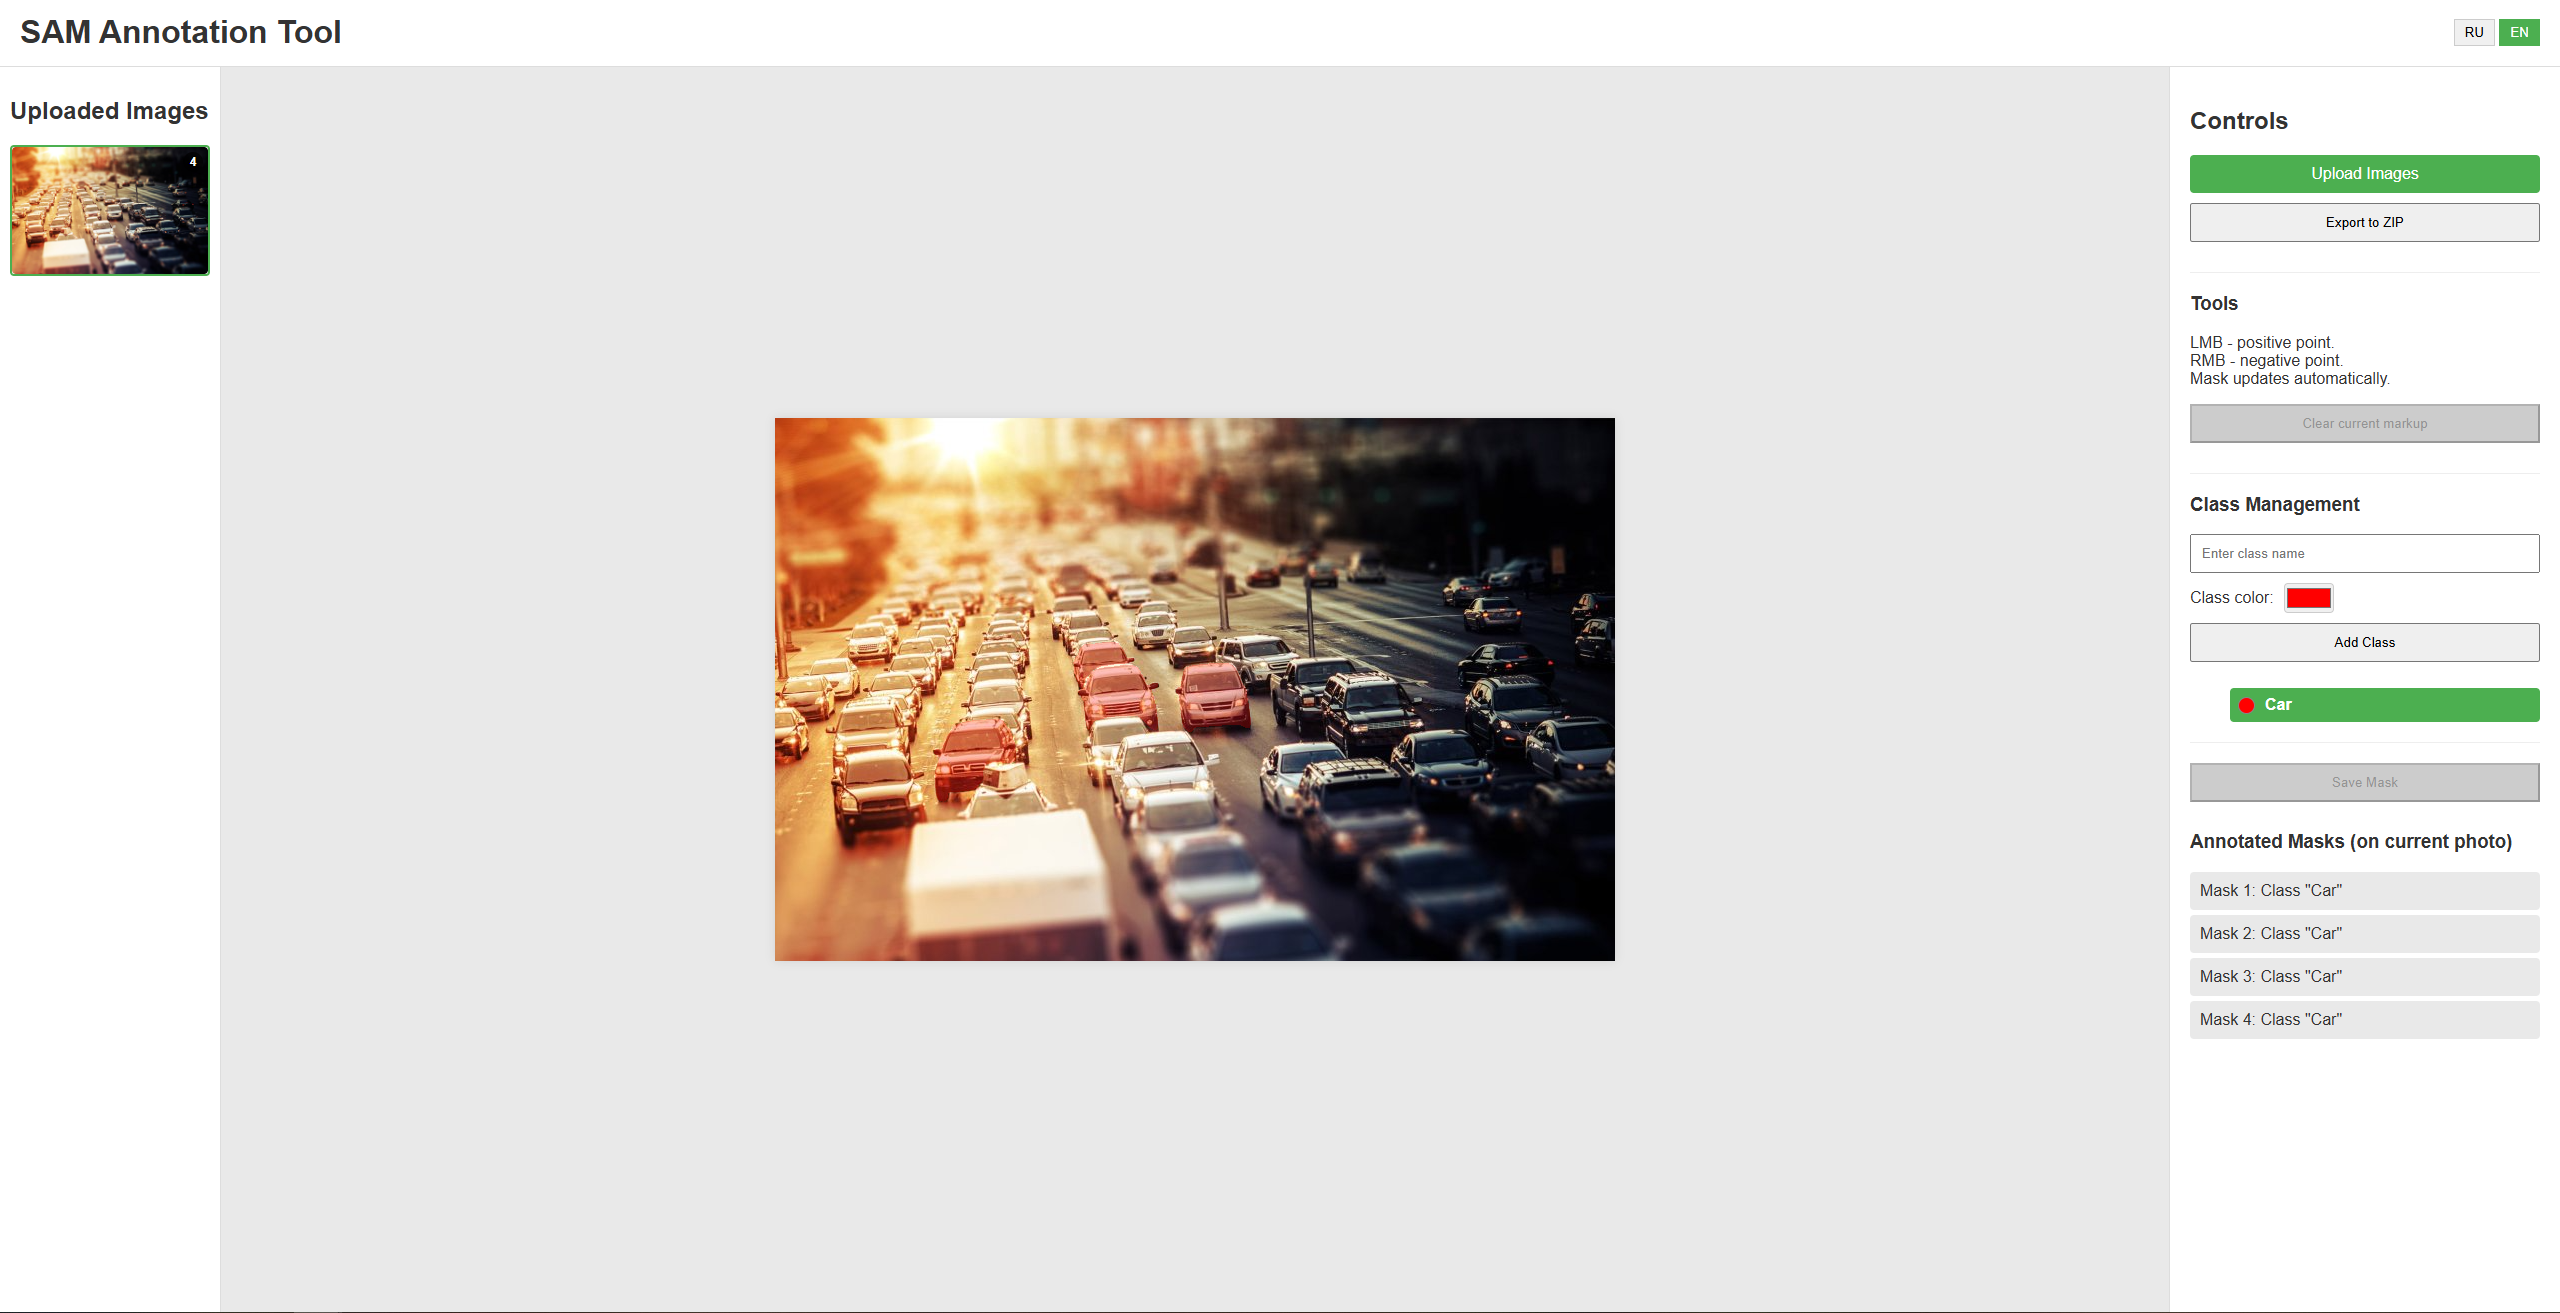 SAM Annotation Tool
RU
EN
Uploaded Images
4
Controls
Upload Images
Export to ZIP
Tools
LMB - positive point.
RMB - negative point.
Mask updates automatically.
Clear current markup
Class Management
Enter class name
Class color:
Add Class
Car
Save Mask
Annotated Masks (on current photo)
Mask 1: Class "Car"
Mask 2: Class "Car"
Mask 3: Class "Car"
Mask 4: Class "Car"